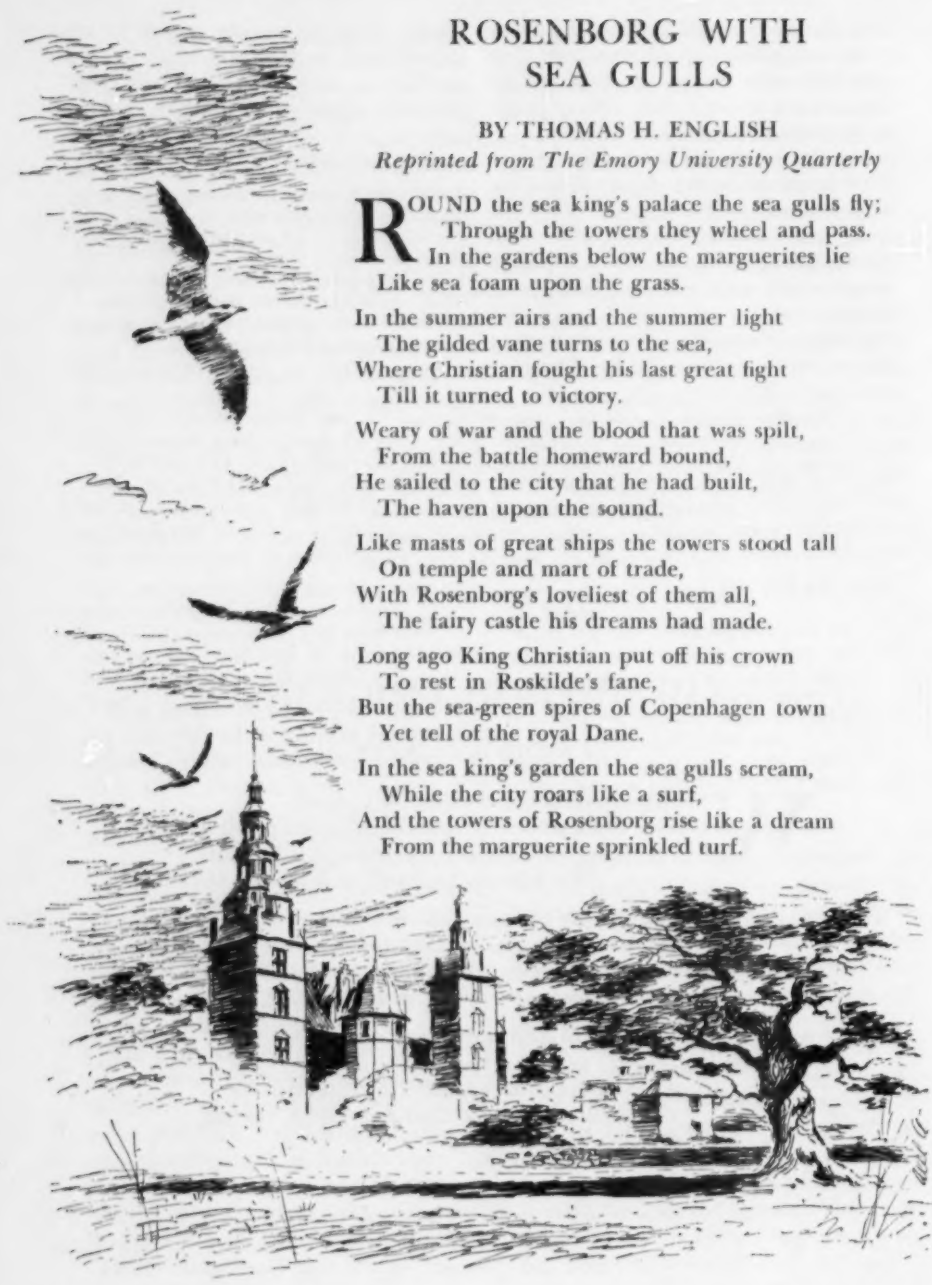 ROSENBORG WITH
SEA GULLS
BY THOMAS H. ENGLISH
Reprinted from The Emory University Quarterly
ROUND the sea king's palace the sea gulls fly;
Through the towers they wheel and pass.
In the gardens below the marguerites lie
Like sea foam upon the grass.
In the summer airs and the summer light
The gilded vane turns to the sea,
Where Christian fought his last great fight
Till it turned to victory.
Weary of war and the blood that was spilt,
From the battle homeward bound,
He sailed to the city that he had built,
The haven upon the sound.
Like masts of great ships the towers stood tall
On temple and mart of trade,
With Rosenborg's loveliest of them all,
The fairy castle his dreams had made.
Long ago King Christian put off his crown
To rest in Roskilde's fane,
But the sea-green spires of Copenhagen town
Yet tell of the royal Dane.
In the sea king's garden the sea gulls scream,
While the city roars like a surf,
And the towers of Rosenborg rise like a dream
From the marguerite sprinkled turf.